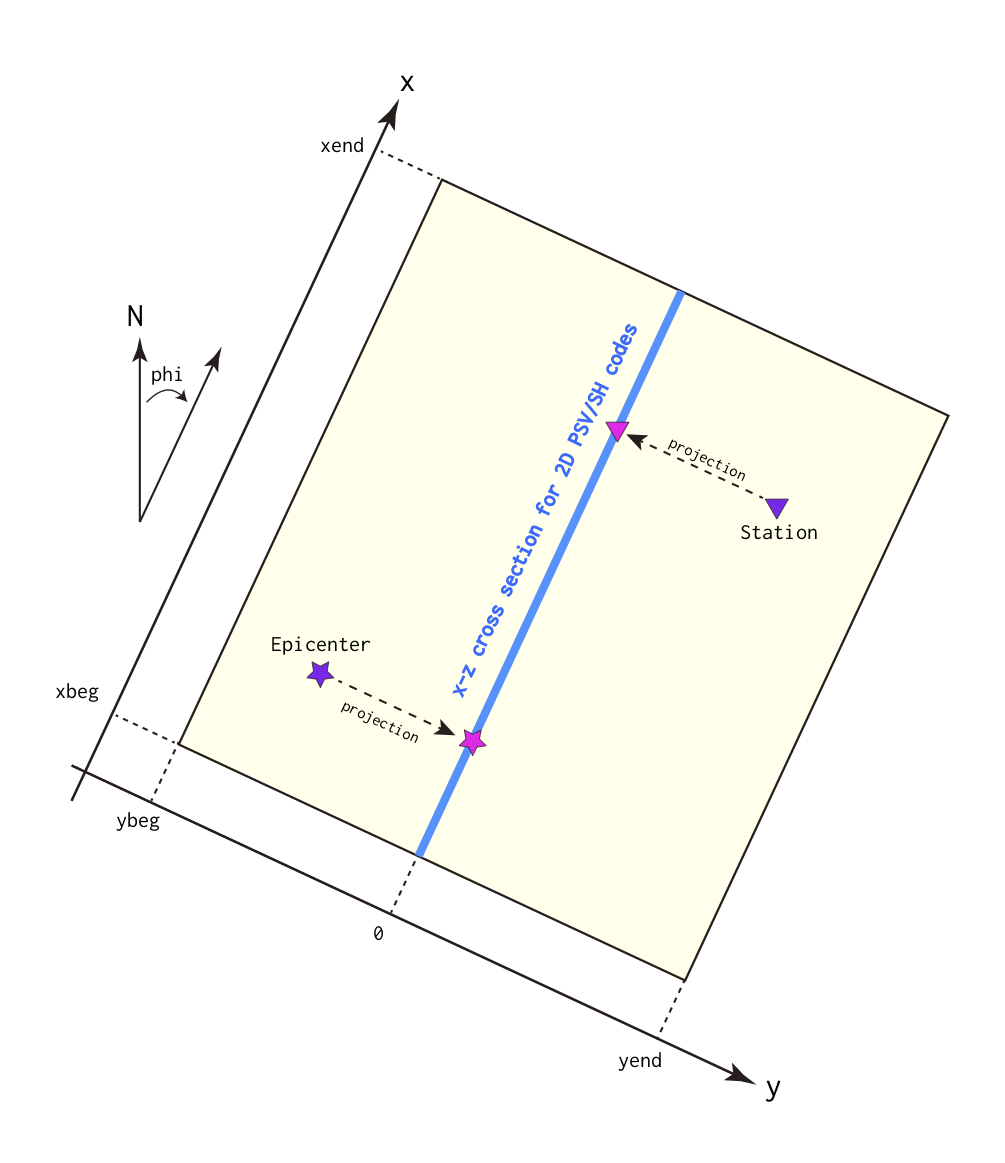 x
xend
N
phi
x-z cross section for 2D PSV/SH codes
projection
Station
Epicenter
xbeg
projection
ybeg
0
yend
y